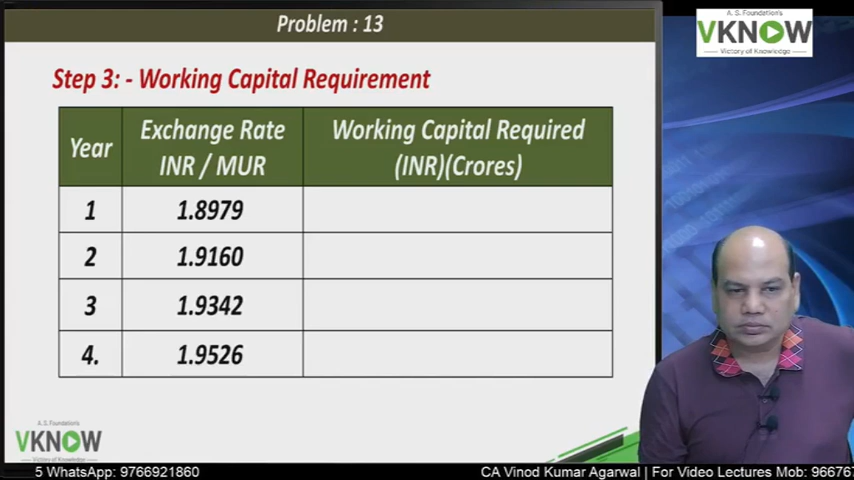 Problem : 13
A. S. Foundation's
VKNOW
Victory of Knowledge
Step 3: - Working Capital Requirement
Year
Exchange Rate
INR / MUR
Working Capital Required
(INR)(Crores)
1 1.8979
2 1.9160
3 1.9342
4. 1.9526
A. S. Foundation's
VKNOW
Victory of Knowledge
5 WhatsApp: 9766921860
CA Vinod Kumar Agarwal | For Video Lectures Mob: 96676